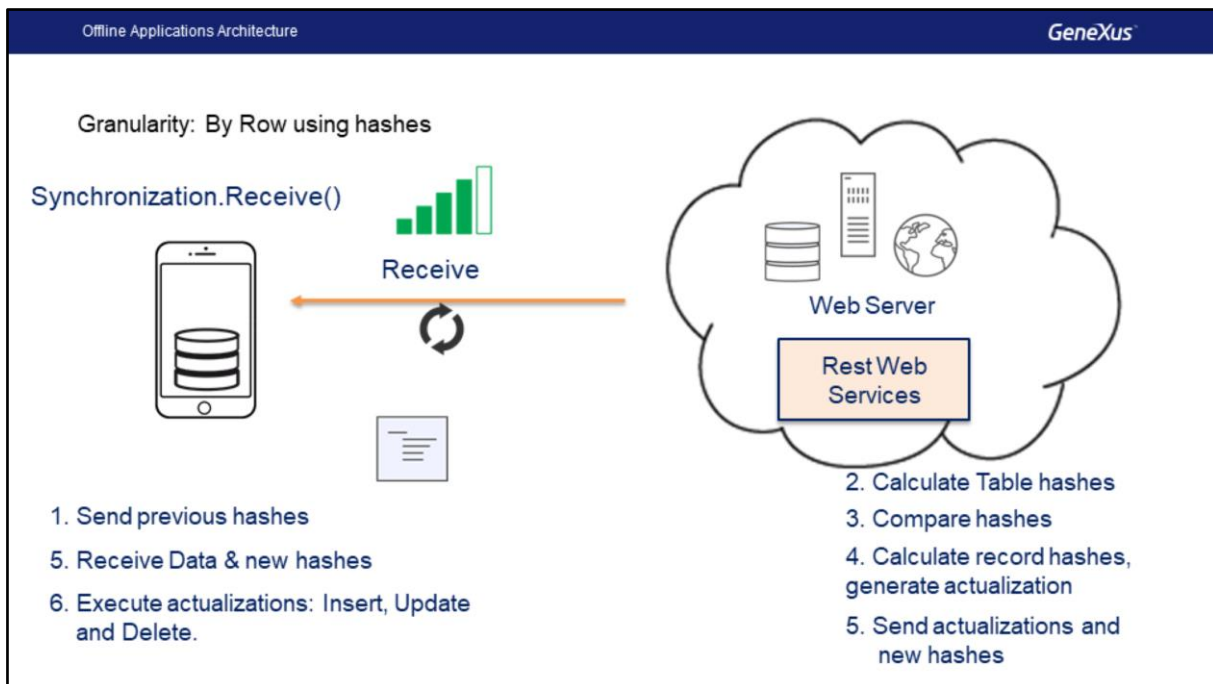 Offline Applications Architecture
GeneXus™
Granularity: By Row using hashes
Synchronization.Receive()
Receive
Web Server
Rest Web
Services
1. Send previous hashes
5. Receive Data & new hashes
6. Execute actualizations: Insert, Update
and Delete.
2. Calculate Table hashes
3. Compare hashes
4. Calculate record hashes,
generate actualization
5. Send actualizations and
new hashes